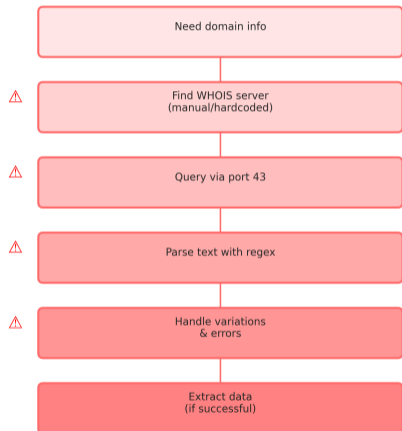 Need domain info
⚠ Find WHOIS server
(manual/hardcoded)
⚠ Query via port 43
⚠ Parse text with regex
⚠ Handle variations
& errors
Extract data
(if successful)